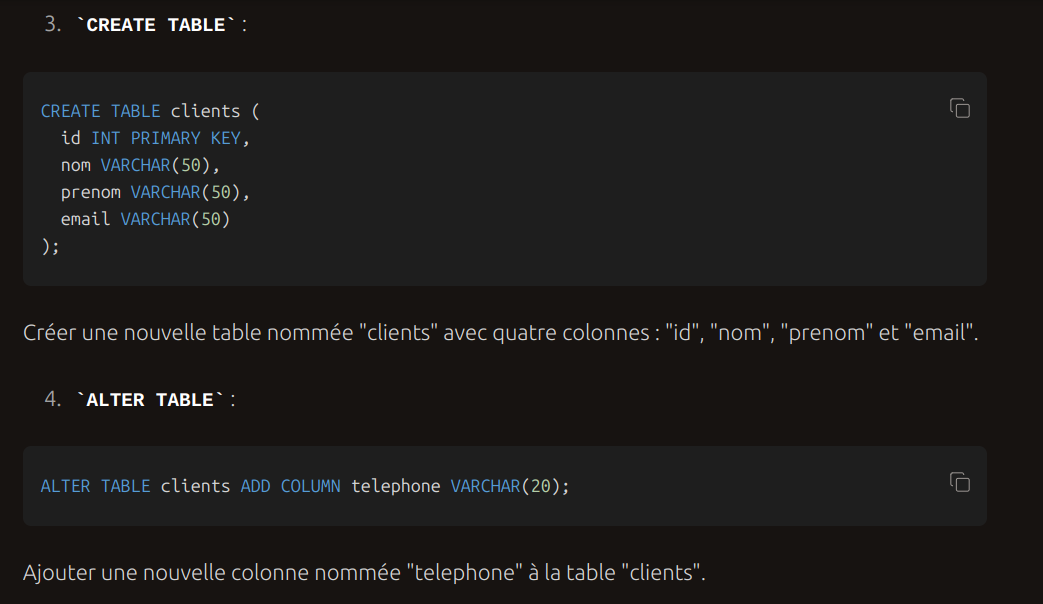 3. `CREATE TABLE` :
CREATE TABLE clients (
  id INT PRIMARY KEY,
  nom VARCHAR(50),
  prenom VARCHAR(50),
  email VARCHAR(50)
);
Créer une nouvelle table nommée "clients" avec quatre colonnes : "id", "nom", "prenom" et "email".
4. `ALTER TABLE` :
ALTER TABLE clients ADD COLUMN telephone VARCHAR(20);
Ajouter une nouvelle colonne nommée "telephone" à la table "clients".